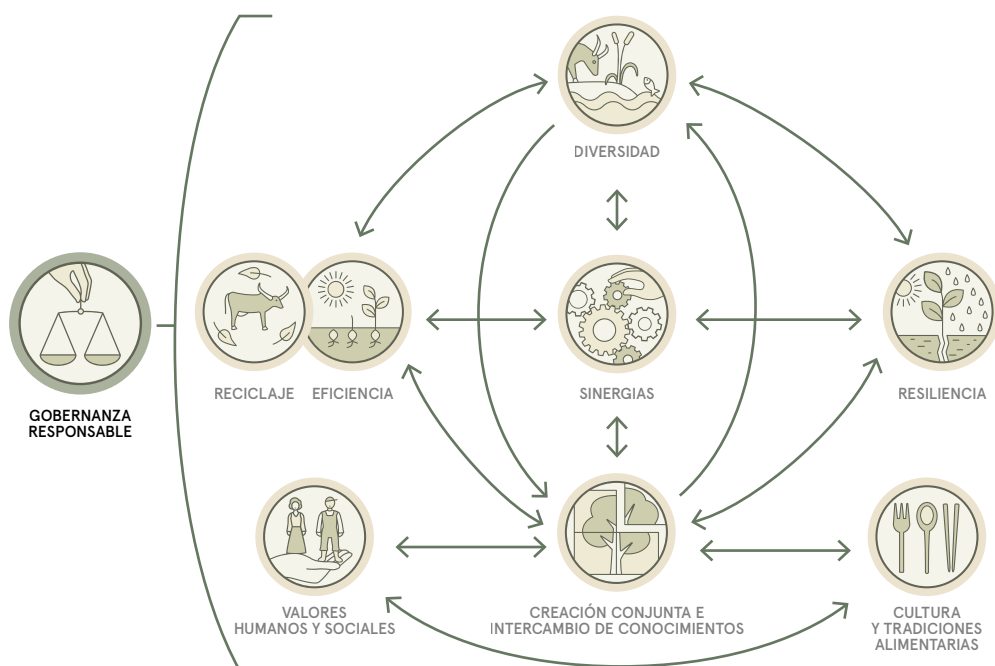 DIVERSIDAD
RECICLAJE
EFICIENCIA
SINERGIAS
RESILIENCIA
GOBERNANZA
RESPONSABLE
VALORES
HUMANOS Y SOCIALES
CREACIÓN CONJUNTA E
INTERCAMBIO DE CONOCIMIENTOS
CULTURA
Y TRADICIONES
ALIMENTARIAS